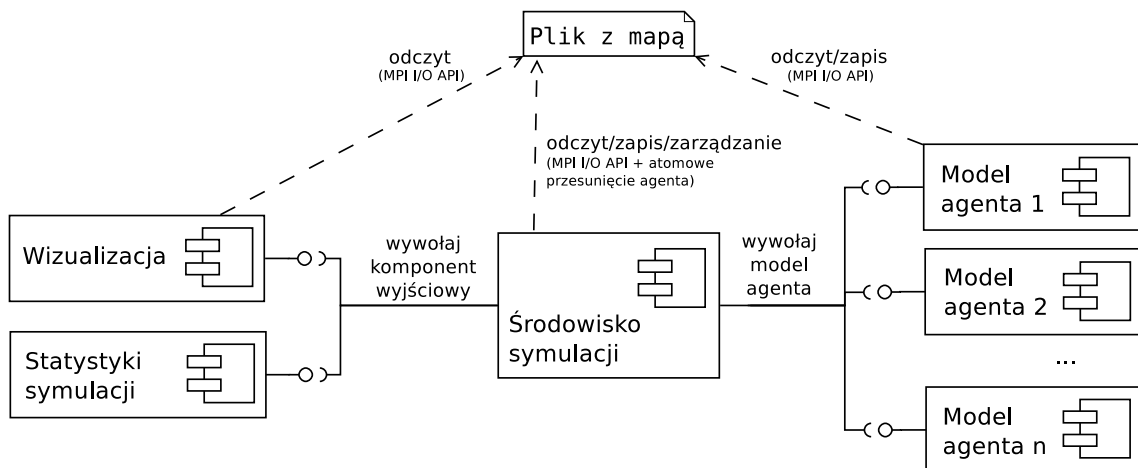 Plik z mapą
odczyt
(MPI I/O API)
odczyt/zapis
(MPI I/O API)
odczyt/zapis/zarządzanie
(MPI I/O API + atomowe
przesunięcie agenta)
Wizualizacja
Statystyki
symulacji
wywołaj
komponent
wyjściowy
Środowisko
symulacji
wywołaj
model
agenta
Model
agenta 1
Model
agenta 2
...
Model
agenta n